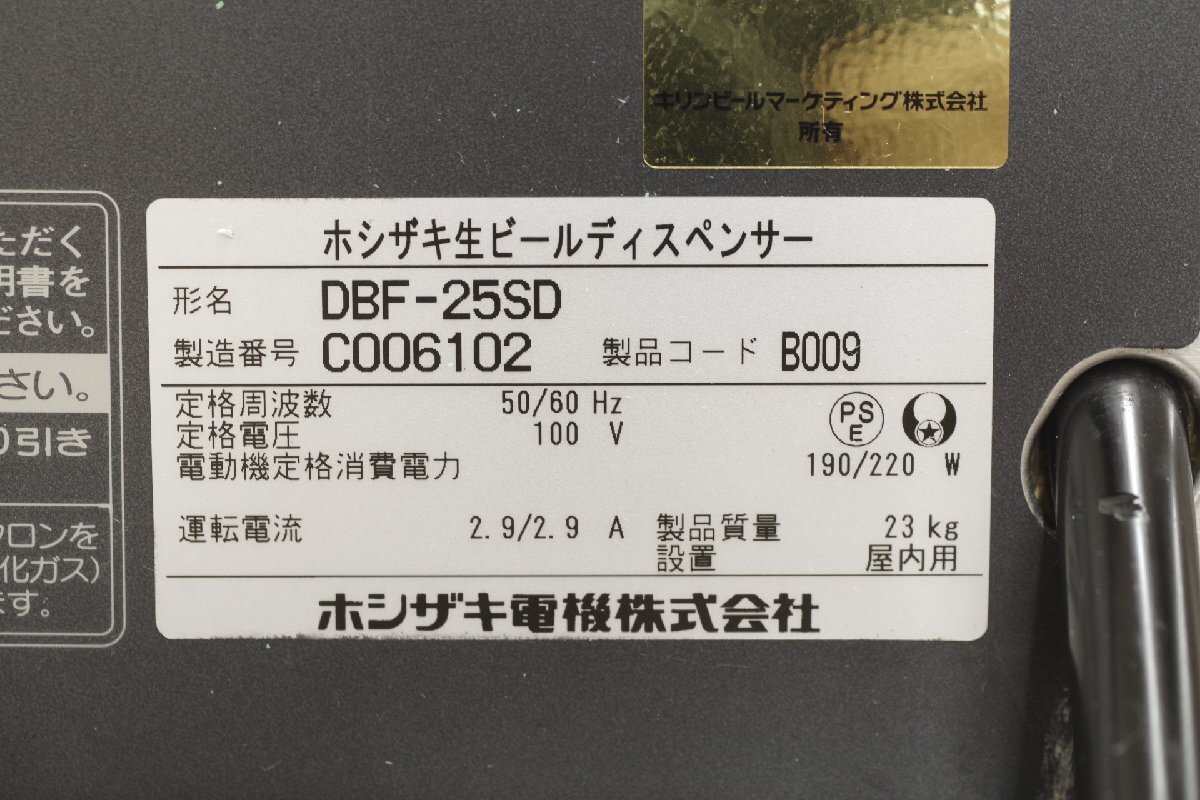 キリンビールマーケティング株式会社
所有
ただく
明書を
ださい。
さい。
引き
ホシザキ生ビールディスペンサー
形名 DBF-25SD
製造番号 C006102 製品コード B009
定格周波数 50/60 Hz
定格電圧 100 V
PS
E
電動機定格消費電力 190/220 W
運転電流 2.9/2.9 A 製品質量 23 kg
設置 屋内用
ホシザキ電機株式会社
ロンを
化ガス)
ます。